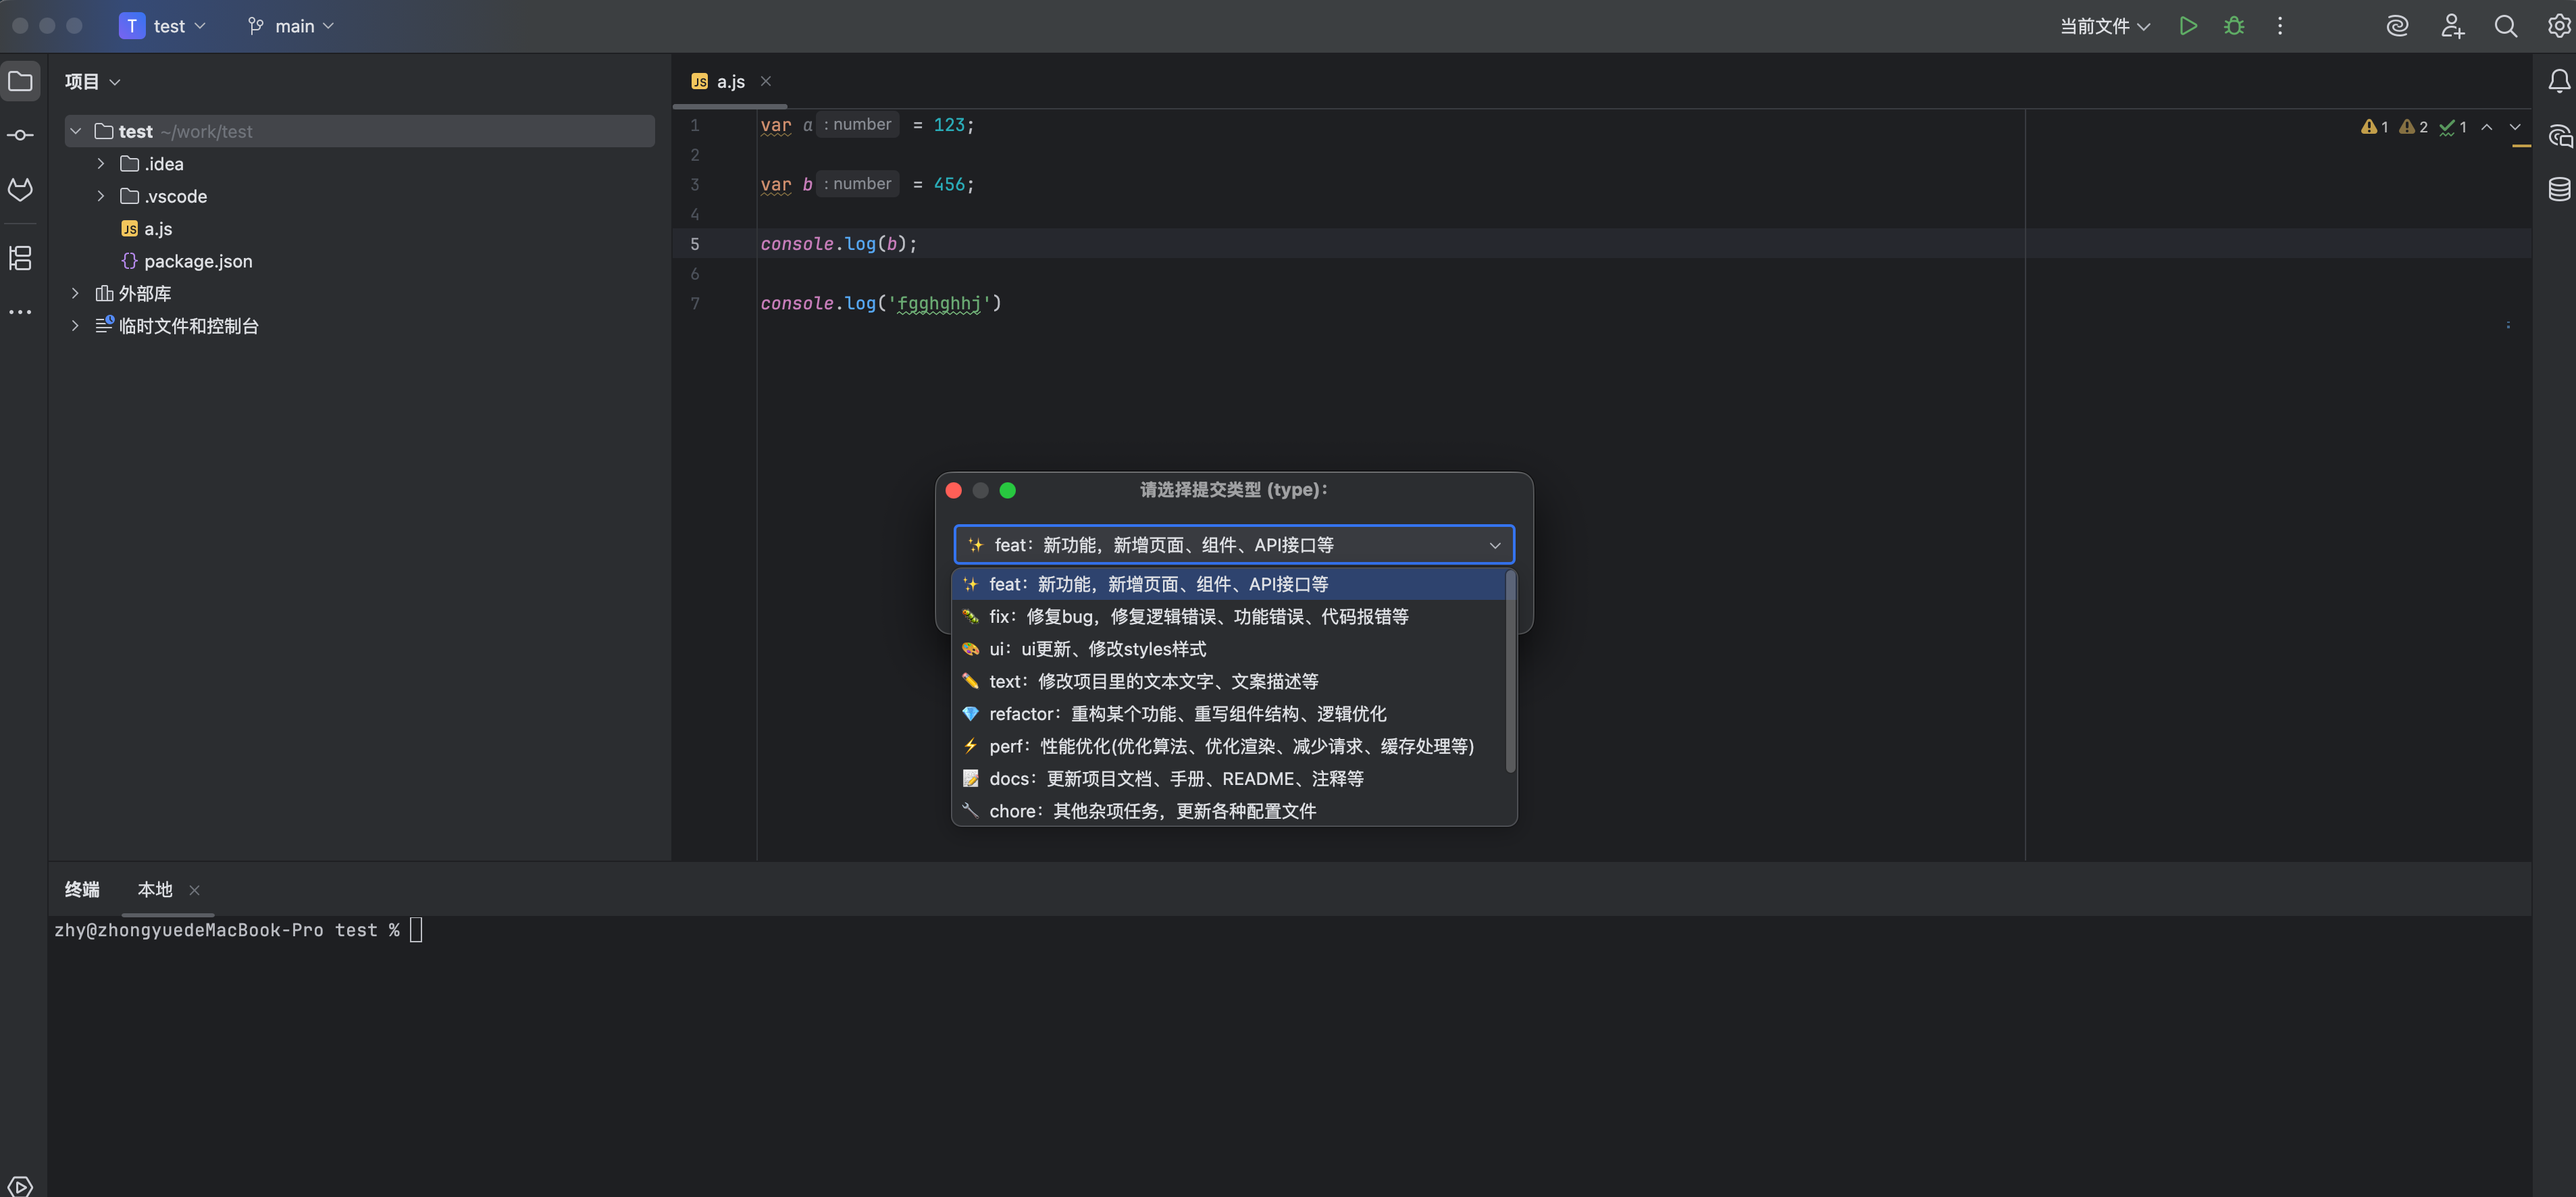 T test main 当前文件
项目
test ~/work/test
.idea
.vscode
JS a.js
{} package.json
外部库
临时文件和控制台
JS a.js
1 var a : number = 123;
2
3 var b : number = 456;
4
5 console.log(b);
6
7 console.log('fgghghhj')
1 2 1
请选择提交类型 (type)：
✨ feat：新功能，新增页面、组件、API接口等
✨ feat：新功能，新增页面、组件、API接口等
🐛 fix：修复bug，修复逻辑错误、功能错误、代码报错等
🎨 ui：ui更新、修改styles样式
✏️ text：修改项目里的文本文字、文案描述等
💎 refactor：重构某个功能、重写组件结构、逻辑优化
⚡ perf：性能优化(优化算法、优化渲染、减少请求、缓存处理等)
📝 docs：更新项目文档、手册、README、注释等
🔧 chore：其他杂项任务，更新各种配置文件
终端 本地
zhy@zhongyuedeMacBook-Pro test %